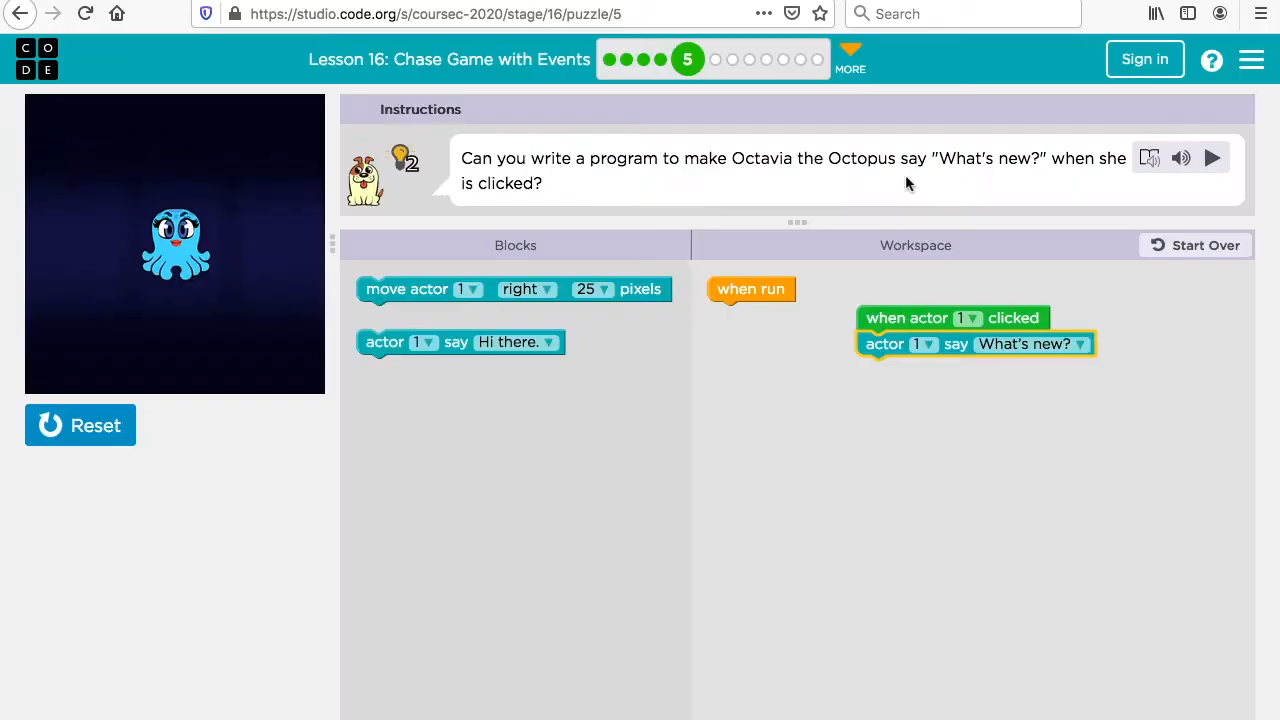 https://studio.code.org/s/coursec-2020/stage/16/puzzle/5
Search
C O
D E
Lesson 16: Chase Game with Events
5
MORE
Sign in
?
Instructions
2
Can you write a program to make Octavia the Octopus say "What's new?" when she
is clicked?
Blocks
Workspace
Start Over
move actor 1 right 25 pixels
actor 1 say Hi there.
when run
when actor 1 clicked
actor 1 say What's new?
Reset